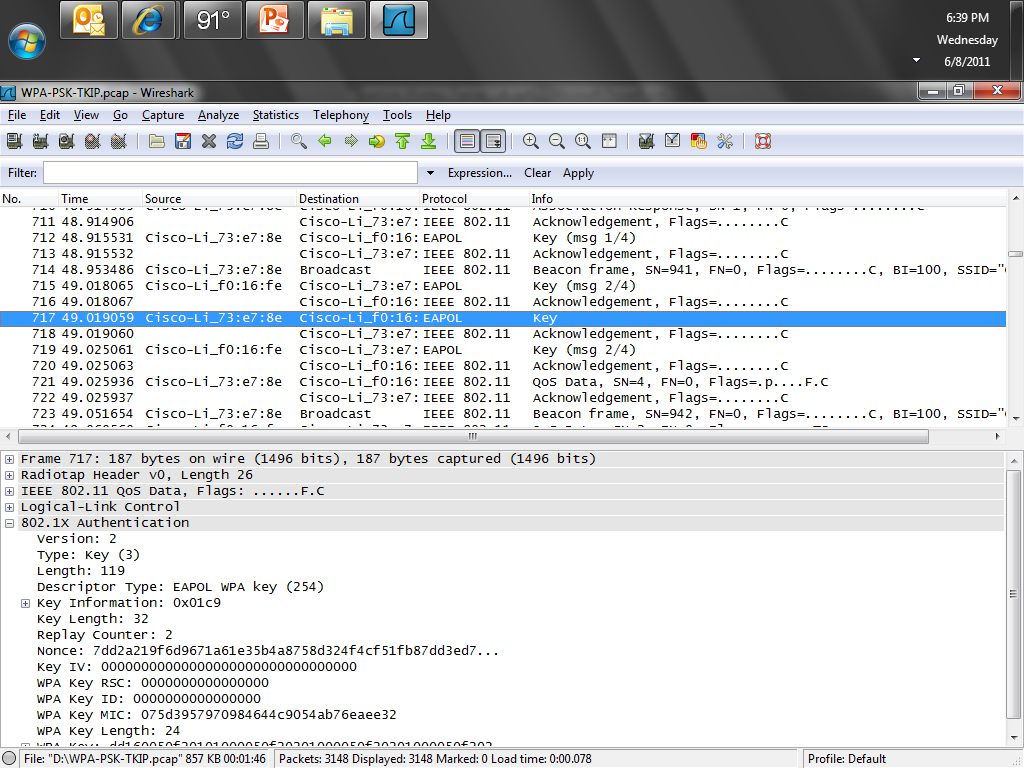 91°
6:39 PM
Wednesday
6/8/2011
WPA-PSK-TKIP.pcap - Wireshark
File Edit View Go Capture Analyze Statistics Telephony Tools Help
Filter: Expression... Clear Apply
No. Time Source Destination Protocol Info
711 48.914906 Cisco-Li_73:e7: IEEE 802.11 Acknowledgement, Flags=........C
712 48.915531 Cisco-Li_73:e7:8e Cisco-Li_f0:16: EAPOL Key (msg 1/4)
713 48.915532 Cisco-Li_73:e7: IEEE 802.11 Acknowledgement, Flags=........C
714 48.953486 Cisco-Li_73:e7:8e Broadcast IEEE 802.11 Beacon frame, SN=941, FN=0, Flags=........C, BI=100, SSID="
715 49.018065 Cisco-Li_f0:16:fe Cisco-Li_73:e7: EAPOL Key (msg 2/4)
716 49.018067 Cisco-Li_f0:16: IEEE 802.11 Acknowledgement, Flags=........C
717 49.019059 Cisco-Li_73:e7:8e Cisco-Li_f0:16: EAPOL Key
718 49.019060 Cisco-Li_73:e7: IEEE 802.11 Acknowledgement, Flags=........C
719 49.025061 Cisco-Li_f0:16:fe Cisco-Li_73:e7: EAPOL Key (msg 2/4)
720 49.025063 Cisco-Li_f0:16: IEEE 802.11 Acknowledgement, Flags=........C
721 49.025936 Cisco-Li_73:e7:8e Cisco-Li_f0:16: IEEE 802.11 QoS Data, SN=4, FN=0, Flags=.p....F.C
722 49.025937 Cisco-Li_73:e7: IEEE 802.11 Acknowledgement, Flags=........C
723 49.051654 Cisco-Li_73:e7:8e Broadcast IEEE 802.11 Beacon frame, SN=942, FN=0, Flags=........C, BI=100, SSID="
Frame 717: 187 bytes on wire (1496 bits), 187 bytes captured (1496 bits)
Radiotap Header v0, Length 26
IEEE 802.11 QoS Data, Flags: ......F.C
Logical-Link Control
802.1X Authentication
Version: 2
Type: Key (3)
Length: 119
Descriptor Type: EAPOL WPA key (254)
Key Information: 0x01c9
Key Length: 32
Replay Counter: 2
Nonce: 7dd2a219f6d9671a61e35b4a8758d324f4cf51fb87dd3ed7...
Key IV: 00000000000000000000000000000000
WPA Key RSC: 0000000000000000
WPA Key ID: 0000000000000000
WPA Key MIC: 075d3957970984644c9054ab76eaee32
WPA Key Length: 24
File: "D:\WPA-PSK-TKIP.pcap" 857 KB 00:01:46 Packets: 3148 Displayed: 3148 Marked: 0 Load time: 0:00.078 Profile: Default